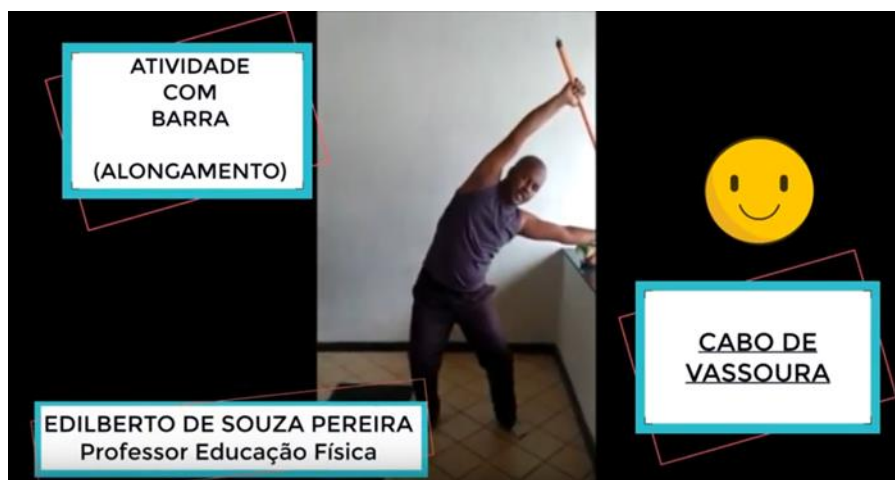 ATIVIDADE
COM
BARRA
(ALONGAMENTO)
CABO DE
VASSOURA
EDILBERTO DE SOUZA PEREIRA
Professor Educação Física